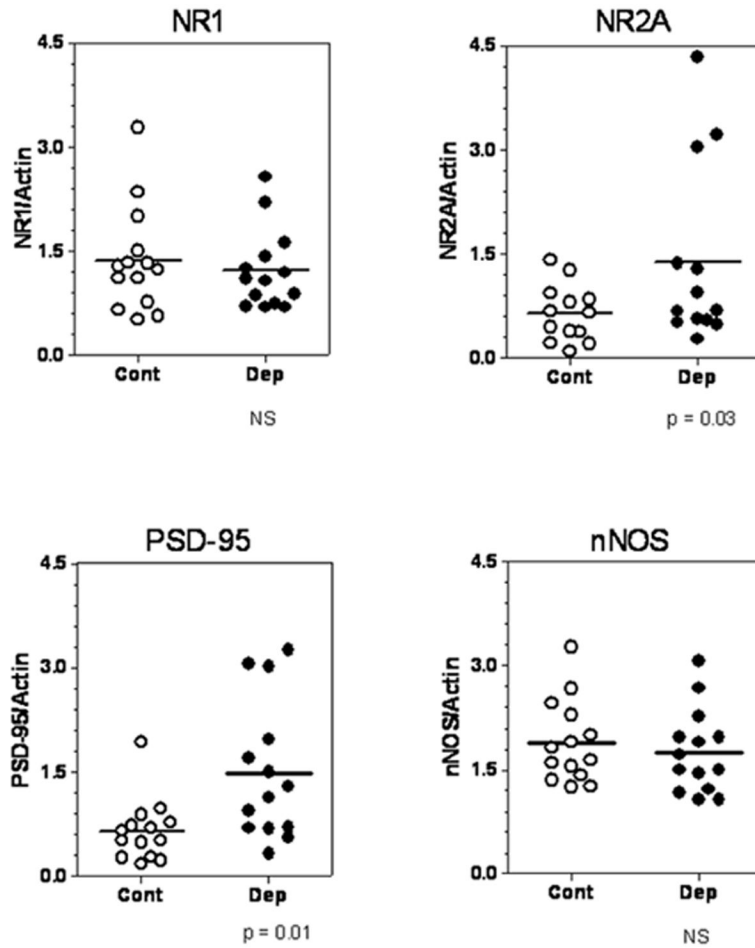 NR1
NR2A
4.5
3.0
1.5
0.0
NR1/Actin
Cont
Dep
NS
4.5
3.0
1.5
0.0
NR2A/Actin
Cont
Dep
p = 0.03
PSD-95
nNOS
4.5
3.0
1.5
0.0
PSD-95/Actin
Cont
Dep
p = 0.01
4.5
3.0
1.5
0.0
nNOS/Actin
Cont
Dep
NS